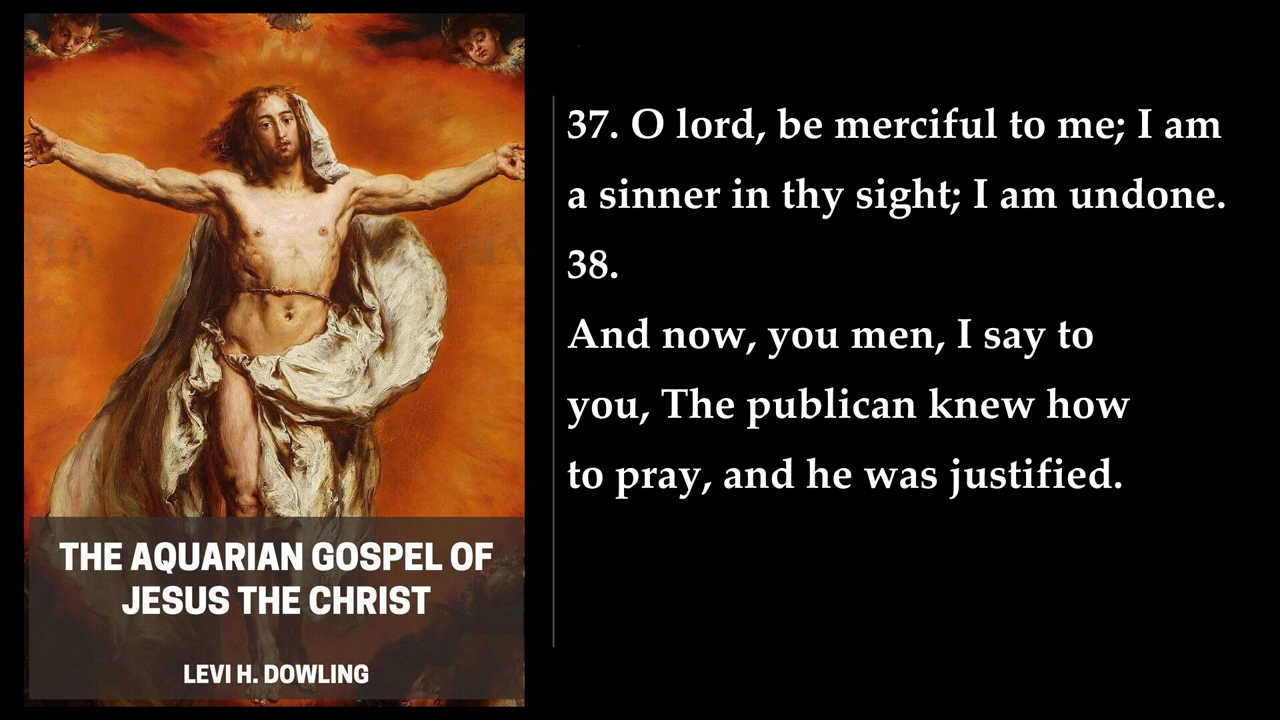 THE AQUARIAN GOSPEL OF
JESUS THE CHRIST
LEVI H. DOWLING
37. O lord, be merciful to me; I am
a sinner in thy sight; I am undone.
38.
And now, you men, I say to
you, The publican knew how
to pray, and he was justified.